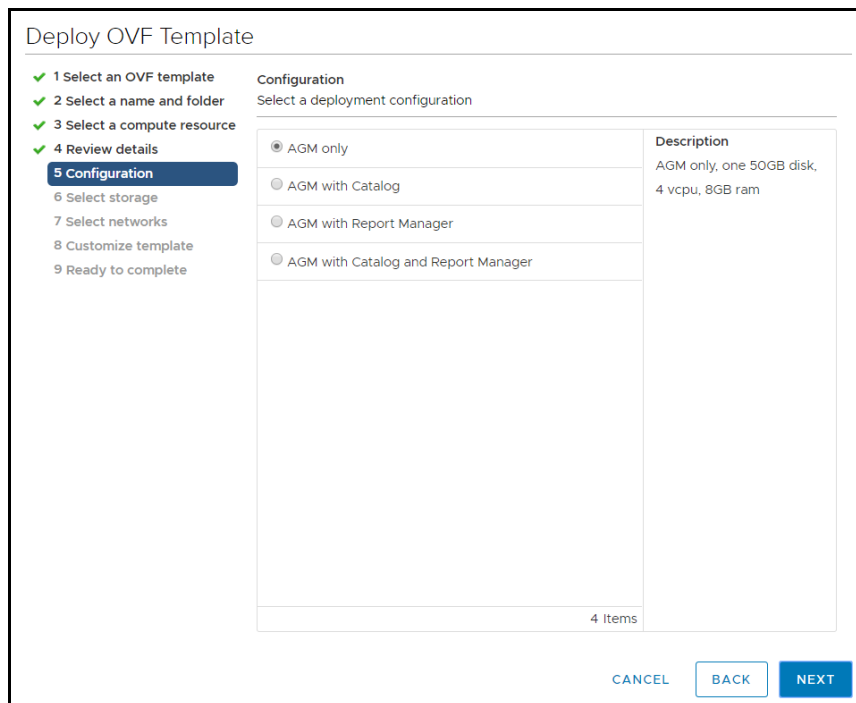 Deploy OVF Template
1 Select an OVF template
2 Select a name and folder
3 Select a compute resource
4 Review details
5 Configuration
6 Select storage
7 Select networks
8 Customize template
9 Ready to complete
Configuration
Select a deployment configuration
AGM only
AGM with Catalog
AGM with Report Manager
AGM with Catalog and Report Manager
4 Items
Description
AGM only, one 50GB disk,
4 vcpu, 8GB ram
CANCEL
BACK
NEXT